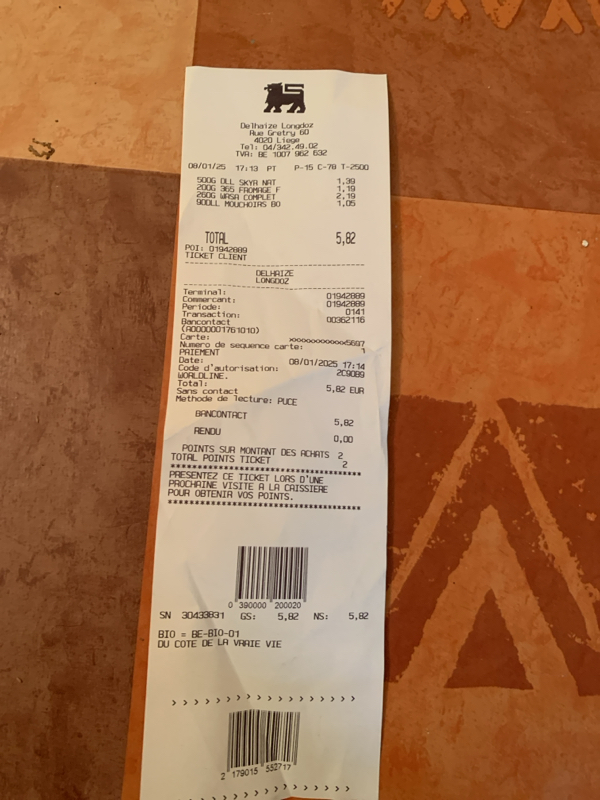 Delhaize Longdoz
Rue Gretry 60
4020 Liege
Tel: 04/342.49.02
TVA: BE 1007 962 632
08/01/25 17:13 PT P-15 C-78 T-2500
500G DLL SKYR NAT 1,39
200G 365 FROMAGE F 1,19
260G WASA COMPLET 2,19
90DLL MOUCHOIRS BO 1,05
TOTAL 5,82
POI: 01942889
TICKET CLIENT
DELHAIZE
LONGDOZ
Terminal: 01942889
Commercant: 01942889
Periode: 0141
Transaction: 00362116
Bancontact
(A0000001761010)
Carte: xxxxxxxxxxxxx5697
Numero de sequence carte: 1
PAIEMENT
Date: 08/01/2025 17:14
Code d'autorisation: 2C9089
WORLDLINE.
Total: 5,82 EUR
Sans contact
Methode de lecture: PUCE
BANCONTACT 5,82
RENDU 0,00
POINTS SUR MONTANT DES ACHATS 2
TOTAL POINTS TICKET 2
PRESENTEZ CE TICKET LORS D'UNE
PROCHAINE VISITE A LA CAISSIERE
POUR OBTENIR VOS POINTS.
0 390000 200020
SN 30433831 GS: 5,82 NS: 5,82
BIO = BE-BIO-01
DU COTE DE LA VRAIE VIE
2 179015 552717